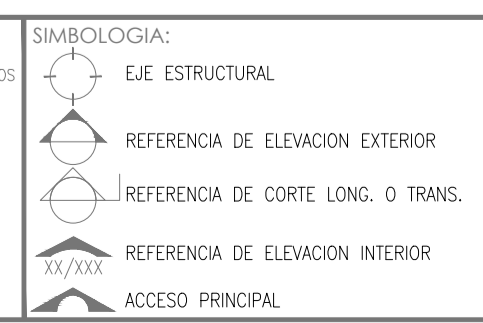 SIMBOLOGIA:
OS
EJE ESTRUCTURAL
REFERENCIA DE ELEVACION EXTERIOR
REFERENCIA DE CORTE LONG. O TRANS.
REFERENCIA DE ELEVACION INTERIOR
XX/XXX
ACCESO PRINCIPAL